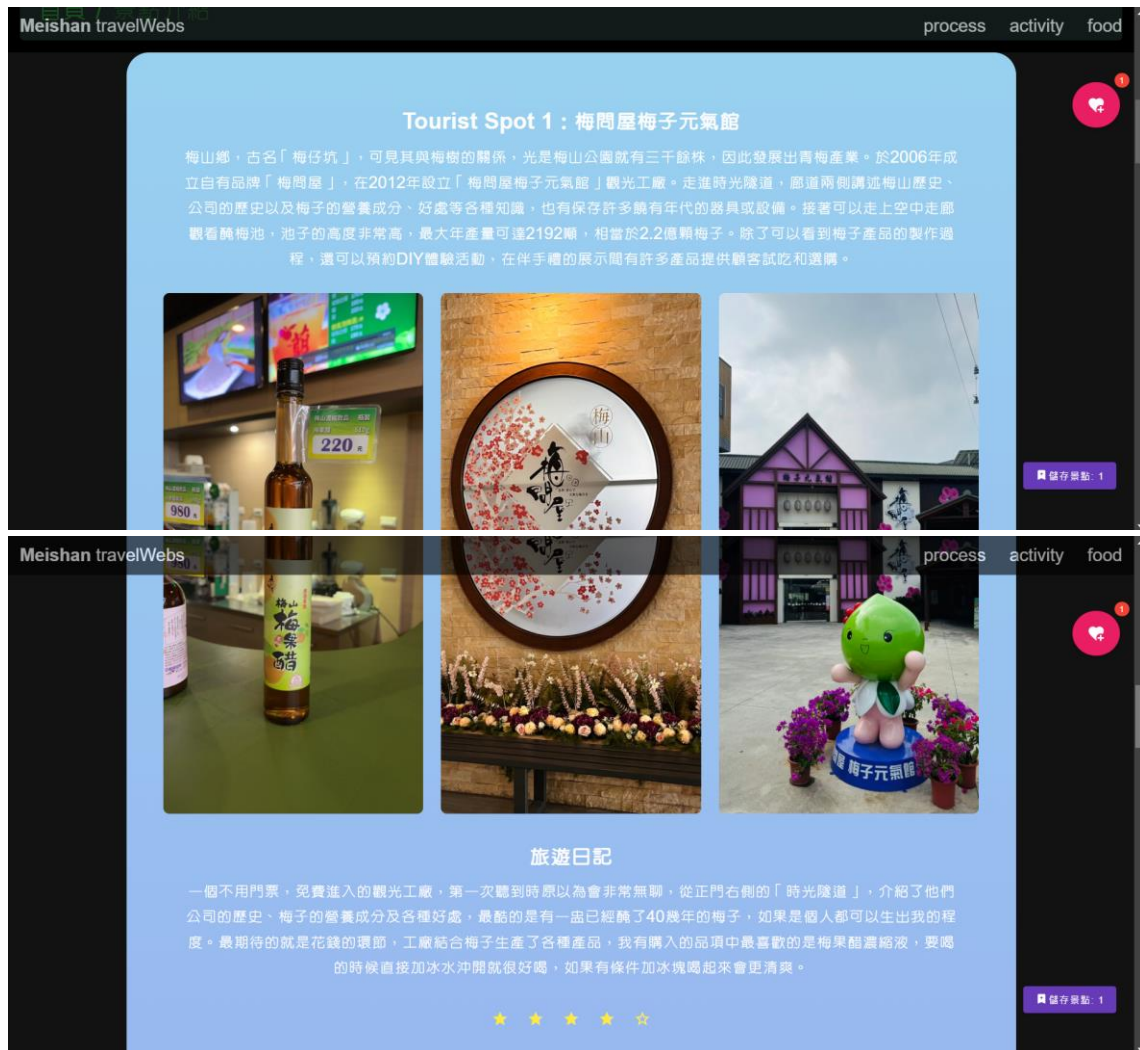 首頁 / 景點介紹
Meishan travelWebs
process activity food
1
Tourist Spot 1：梅問屋梅子元氣館
梅山鄉，古名「梅仔坑」，可見其與梅樹的關係，光是梅山公園就有三千餘株，因此發展出青梅產業。於2006年成
立自有品牌「梅問屋」，在2012年設立「梅問屋梅子元氣館」觀光工廠。走進時光隧道，廊道兩側講述梅山歷史、
公司的歷史以及梅子的營養成分、好處等各種知識，也有保存許多饒有年代的器具或設備。接著可以走上空中走廊
觀看醃梅池，池子的高度非常高，最大年產量可達2192噸，相當於2.2億顆梅子。除了可以看到梅子產品的製作過
程，還可以預約DIY體驗活動，在伴手禮的展示間有許多產品提供顧客試吃和選購。
220 元
980 元
梅山
梅問屋
梅子元氣館
儲存景點: 1
Meishan travelWebs
process activity food
1
梅山
梅果醋
梅子元氣館
旅遊日記
一個不用門票，免費進入的觀光工廠，第一次聽到時原以為會非常無聊，從正門右側的「時光隧道」，介紹了他們
公司的歷史、梅子的營養成分及各種好處，最酷的是有一盅已經醃了40幾年的梅子，如果是個人都可以生出我的程
度。最期待的就是花錢的環節，工廠結合梅子生產了各種產品，我有購入的品項中最喜歡的是梅果醋濃縮液，要喝
的時候直接加冰水沖開就很好喝，如果有條件加冰塊喝起來會更清爽。
儲存景點: 1